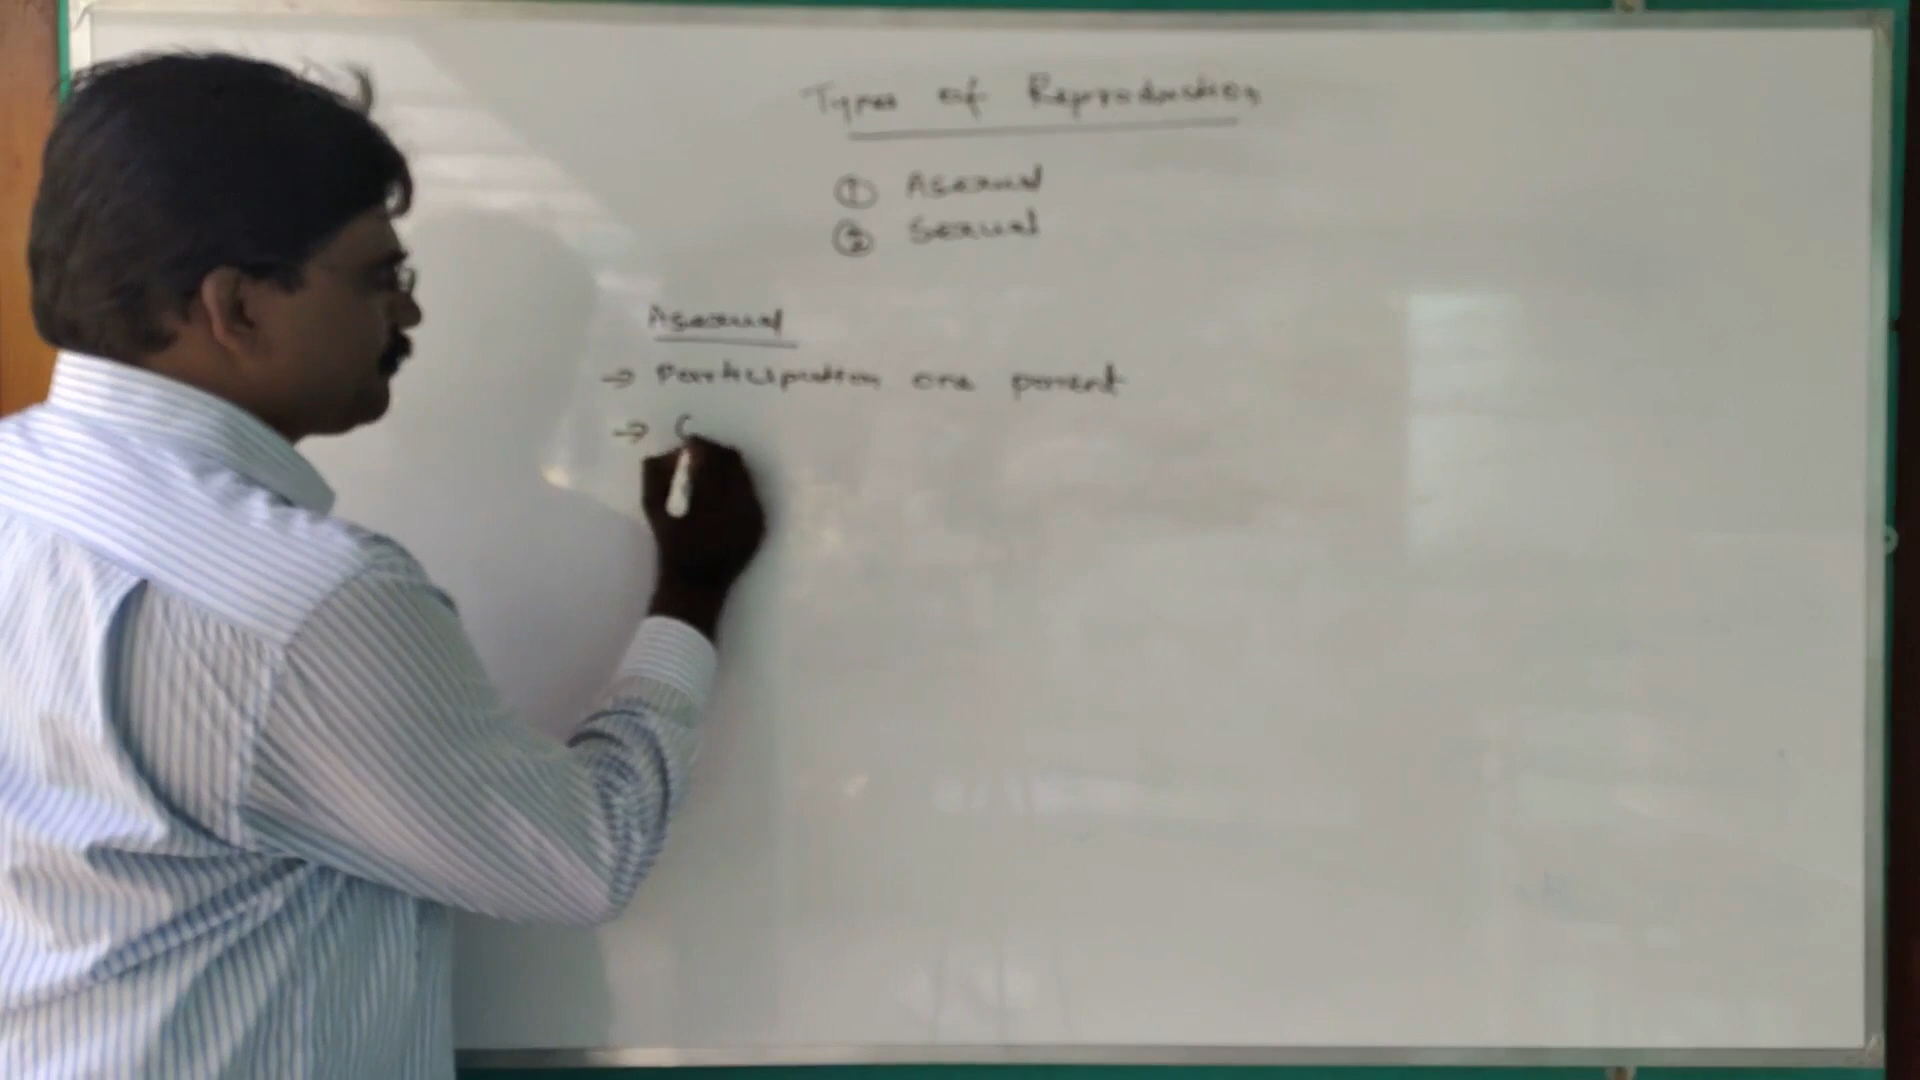 Types of Reproduction
① Asexual
② Sexual
Asexual
→ Participation one parent
→ G